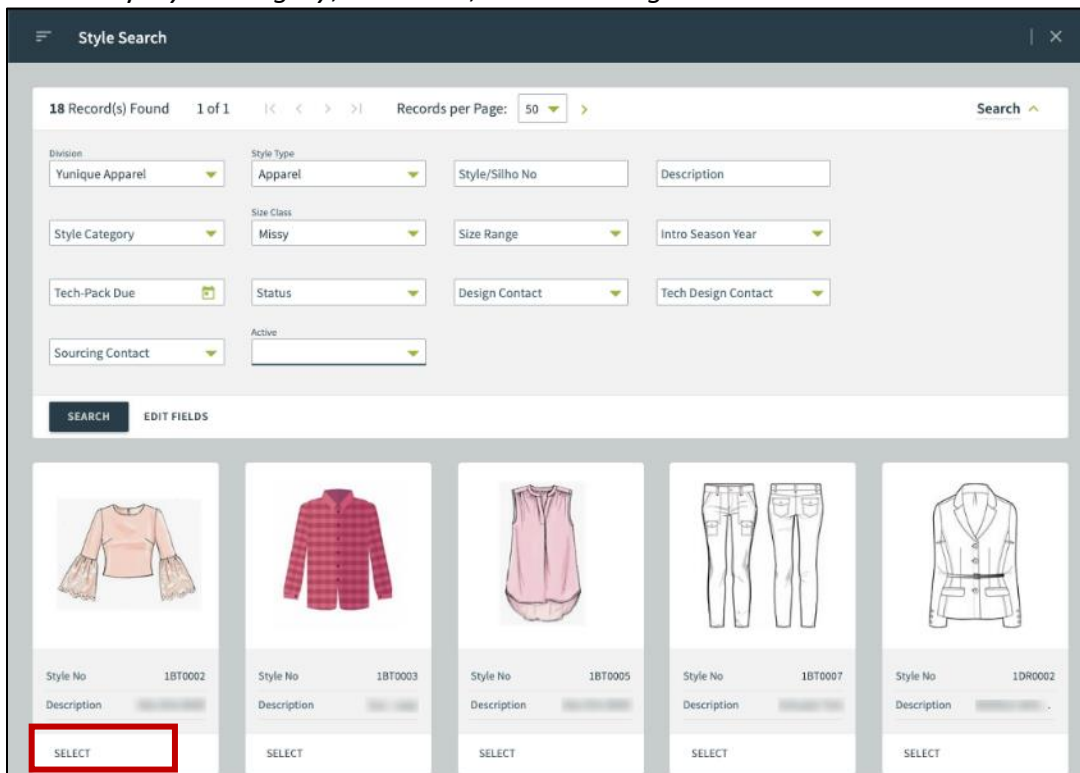 Style Search
18 Record(s) Found 1 of 1 Records per Page: 50 Search
Division Style Type
Yunique Apparel Apparel Style/Silho No Description
Size Class
Style Category Missy Size Range Intro Season Year
Tech-Pack Due Status Design Contact Tech Design Contact
Active
Sourcing Contact
SEARCH EDIT FIELDS
Style No 1BT0002 Style No 1BT0003 Style No 1BT0005 Style No 1BT0007 Style No 1DR0002
Description Description Description Description Description
SELECT SELECT SELECT SELECT SELECT